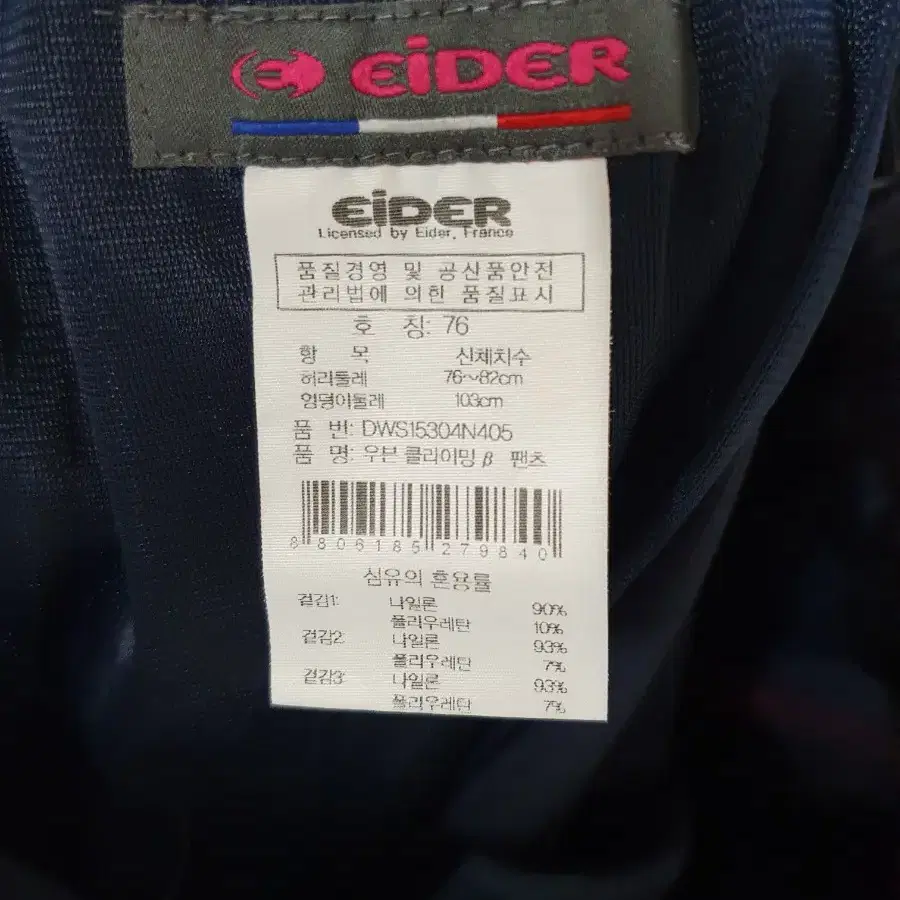 EiDER
EiDER
Licensed by Eider, France
품질경영 및 공산품안전
관리법에 의한 품질표시
호 칭: 76
항 목 신체치수
허리둘레 76~82cm
엉덩이둘레 103cm
품 번: DWS15304N405
품 명: 우븐 클라이밍 β 팬츠
8 806185 279840
섬유의 혼용률
겉감1: 나일론 90%
폴리우레탄 10%
겉감2: 나일론 93%
폴리우레탄 7%
겉감3: 나일론 93%
폴리우레탄 7%